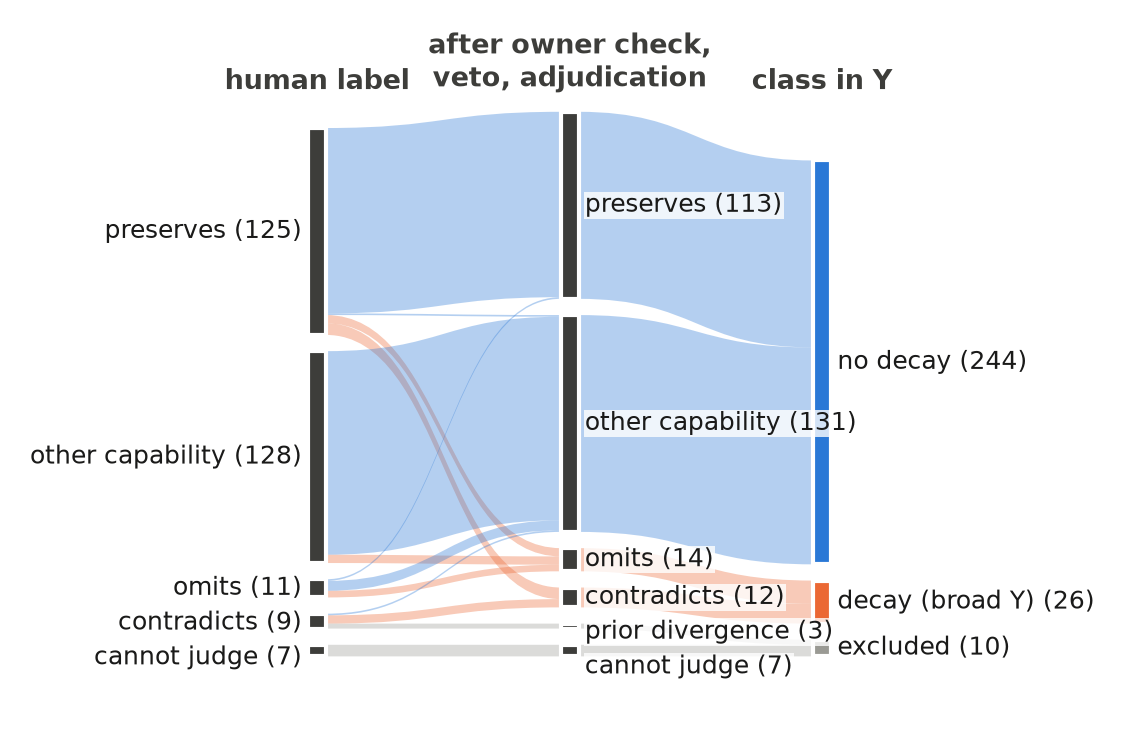 after owner check,
human label veto, adjudication class in Y
preserves (113)
preserves (125)
no decay (244)
other capability (131)
other capability (128)
omits (14)
omits (11)
contradicts (12)
decay (broad Y) (26)
contradicts (9)
prior divergence (3)
excluded (10)
cannot judge (7)
cannot judge (7)